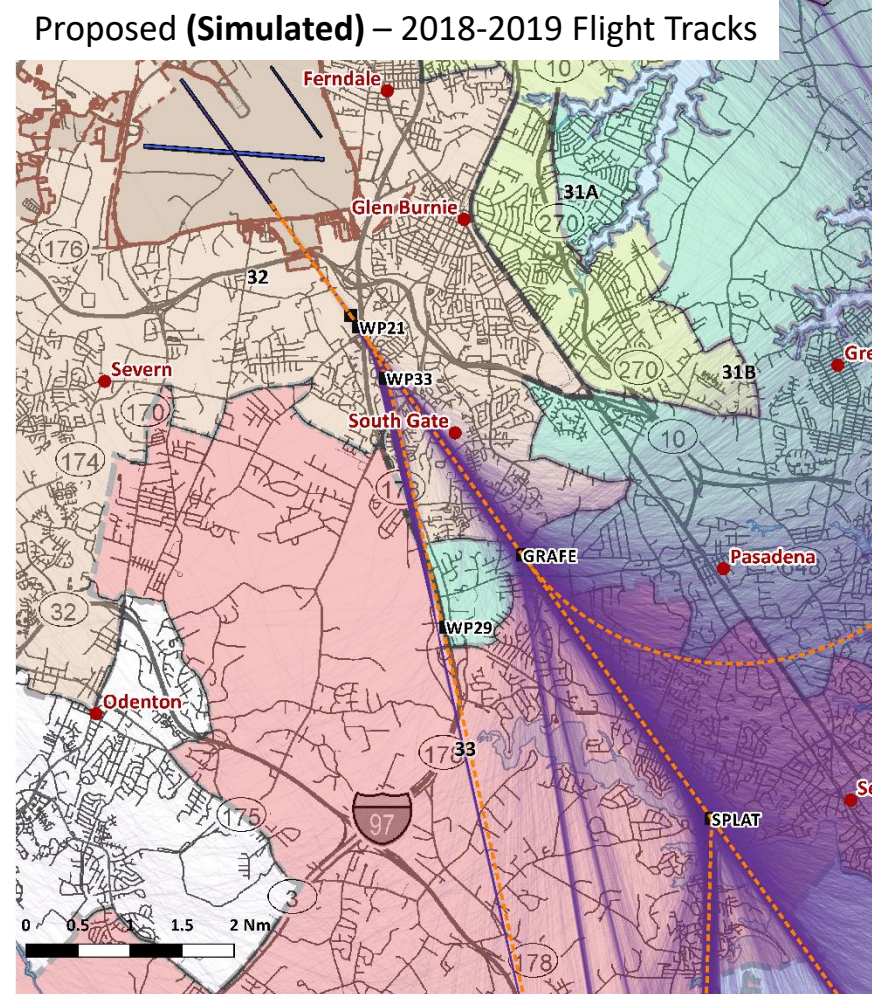 Proposed (Simulated) – 2018-2019 Flight Tracks
Ferndale
10
31A
Glen Burnie
176
32
WP21
Severn
WP33
Gre
270
31B
170
South Gate
10
174
GRAFE
Pasadena
32
WP29
Odenton
33
175
97
Se
SPLAT
3
0 0.5 1 1.5 2 Nm
178